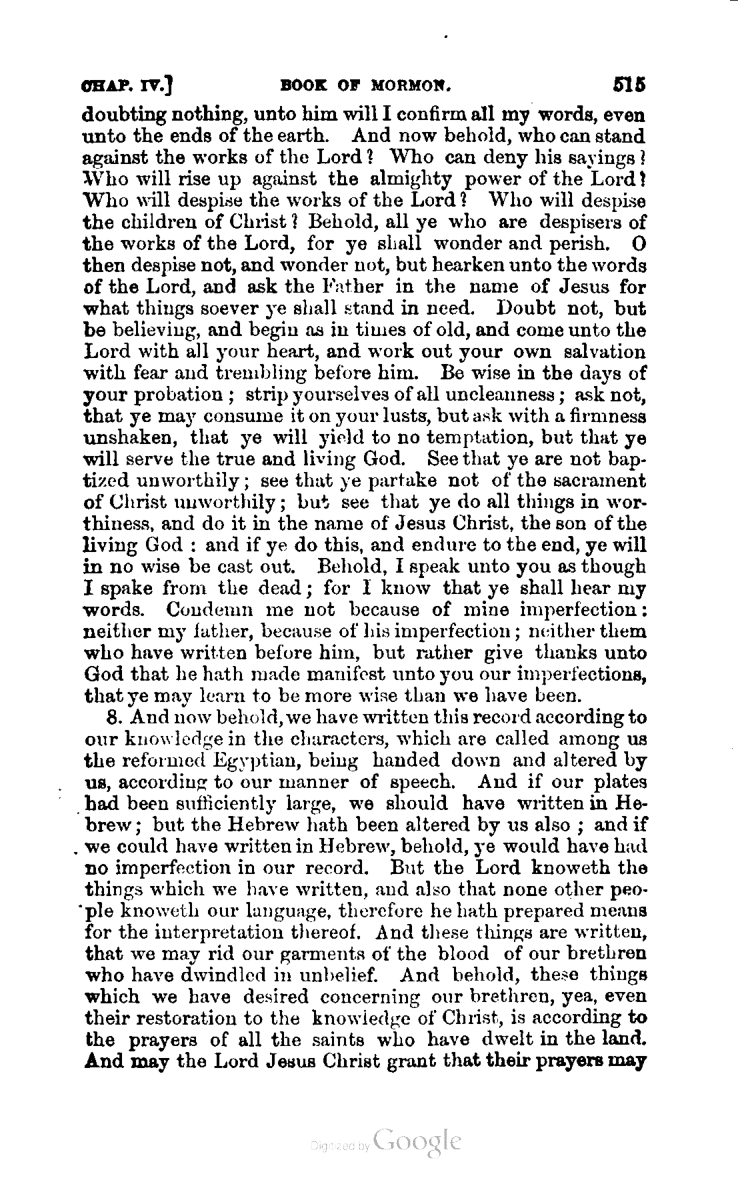 CHAP. IV.] BOOK OF MORMON. 515
doubting nothing, unto him will I confirm all my words, even
unto the ends of the earth. And now behold, who can stand
against the works of the Lord? Who can deny his sayings?
Who will rise up against the almighty power of the Lord?
Who will despise the works of the Lord? Who will despise
the children of Christ? Behold, all ye who are despisers of
the works of the Lord, for ye shall wonder and perish. O
then despise not, and wonder not, but hearken unto the words
of the Lord, and ask the Father in the name of Jesus for
what things soever ye shall stand in need. Doubt not, but
be believing, and begin as in times of old, and come unto the
Lord with all your heart, and work out your own salvation
with fear and trembling before him. Be wise in the days of
your probation; strip yourselves of all uncleanness; ask not,
that ye may consume it on your lusts, but ask with a firmness
unshaken, that ye will yield to no temptation, but that ye
will serve the true and living God. See that ye are not bap-
tized unworthily; see that ye partake not of the sacrament
of Christ unworthily; but see that ye do all things in wor-
thiness, and do it in the name of Jesus Christ, the son of the
living God: and if ye do this, and endure to the end, ye will
in no wise be cast out. Behold, I speak unto you as though
I spake from the dead; for I know that ye shall hear my
words. Condemn me not because of mine imperfection:
neither my father, because of his imperfection; neither them
who have written before him, but rather give thanks unto
God that he hath made manifest unto you our imperfections,
that ye may learn to be more wise than we have been.
8. And now behold, we have written this record according to
our knowledge in the characters, which are called among us
the reformed Egyptian, being handed down and altered by
us, according to our manner of speech. And if our plates
had been sufficiently large, we should have written in He-
brew; but the Hebrew hath been altered by us also; and if
we could have written in Hebrew, behold, ye would have had
no imperfection in our record. But the Lord knoweth the
things which we have written, and also that none other peo-
ple knoweth our language, therefore he hath prepared means
for the interpretation thereof. And these things are written,
that we may rid our garments of the blood of our brethren
who have dwindled in unbelief. And behold, these things
which we have desired concerning our brethren, yea, even
their restoration to the knowledge of Christ, is according to
the prayers of all the saints who have dwelt in the land.
And may the Lord Jesus Christ grant that their prayers may
Digitized by Google